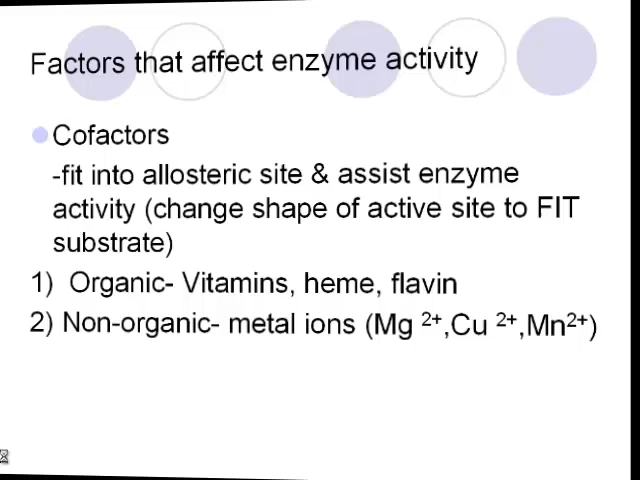 Factors that affect enzyme activity
Cofactors
-fit into allosteric site & assist enzyme
activity (change shape of active site to FIT
substrate)
1) Organic- Vitamins, heme, flavin
2) Non-organic- metal ions (Mg ²⁺,Cu ²⁺,Mn²⁺)